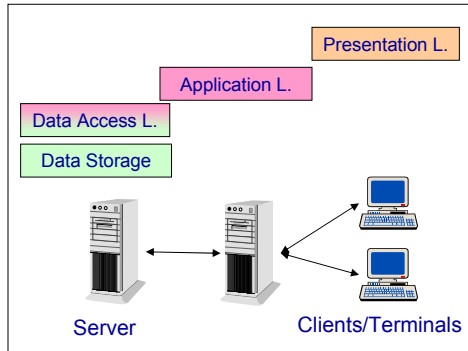 Presentation L.
Application L.
Data Access L.
Data Storage
Server
Clients/Terminals